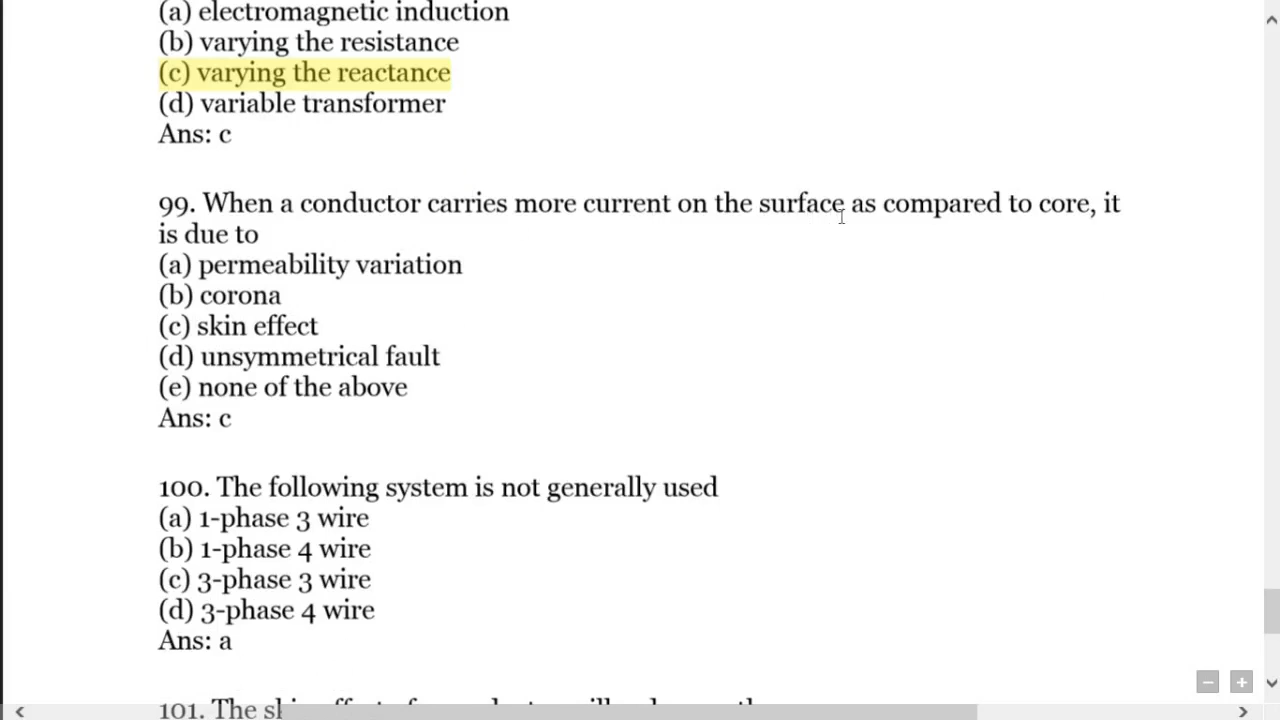 (a) electromagnetic induction
(b) varying the resistance
(c) varying the reactance
(d) variable transformer
Ans: c
99. When a conductor carries more current on the surface as compared to core, it
is due to
(a) permeability variation
(b) corona
(c) skin effect
(d) unsymmetrical fault
(e) none of the above
Ans: c
100. The following system is not generally used
(a) 1-phase 3 wire
(b) 1-phase 4 wire
(c) 3-phase 3 wire
(d) 3-phase 4 wire
Ans: a
101. The